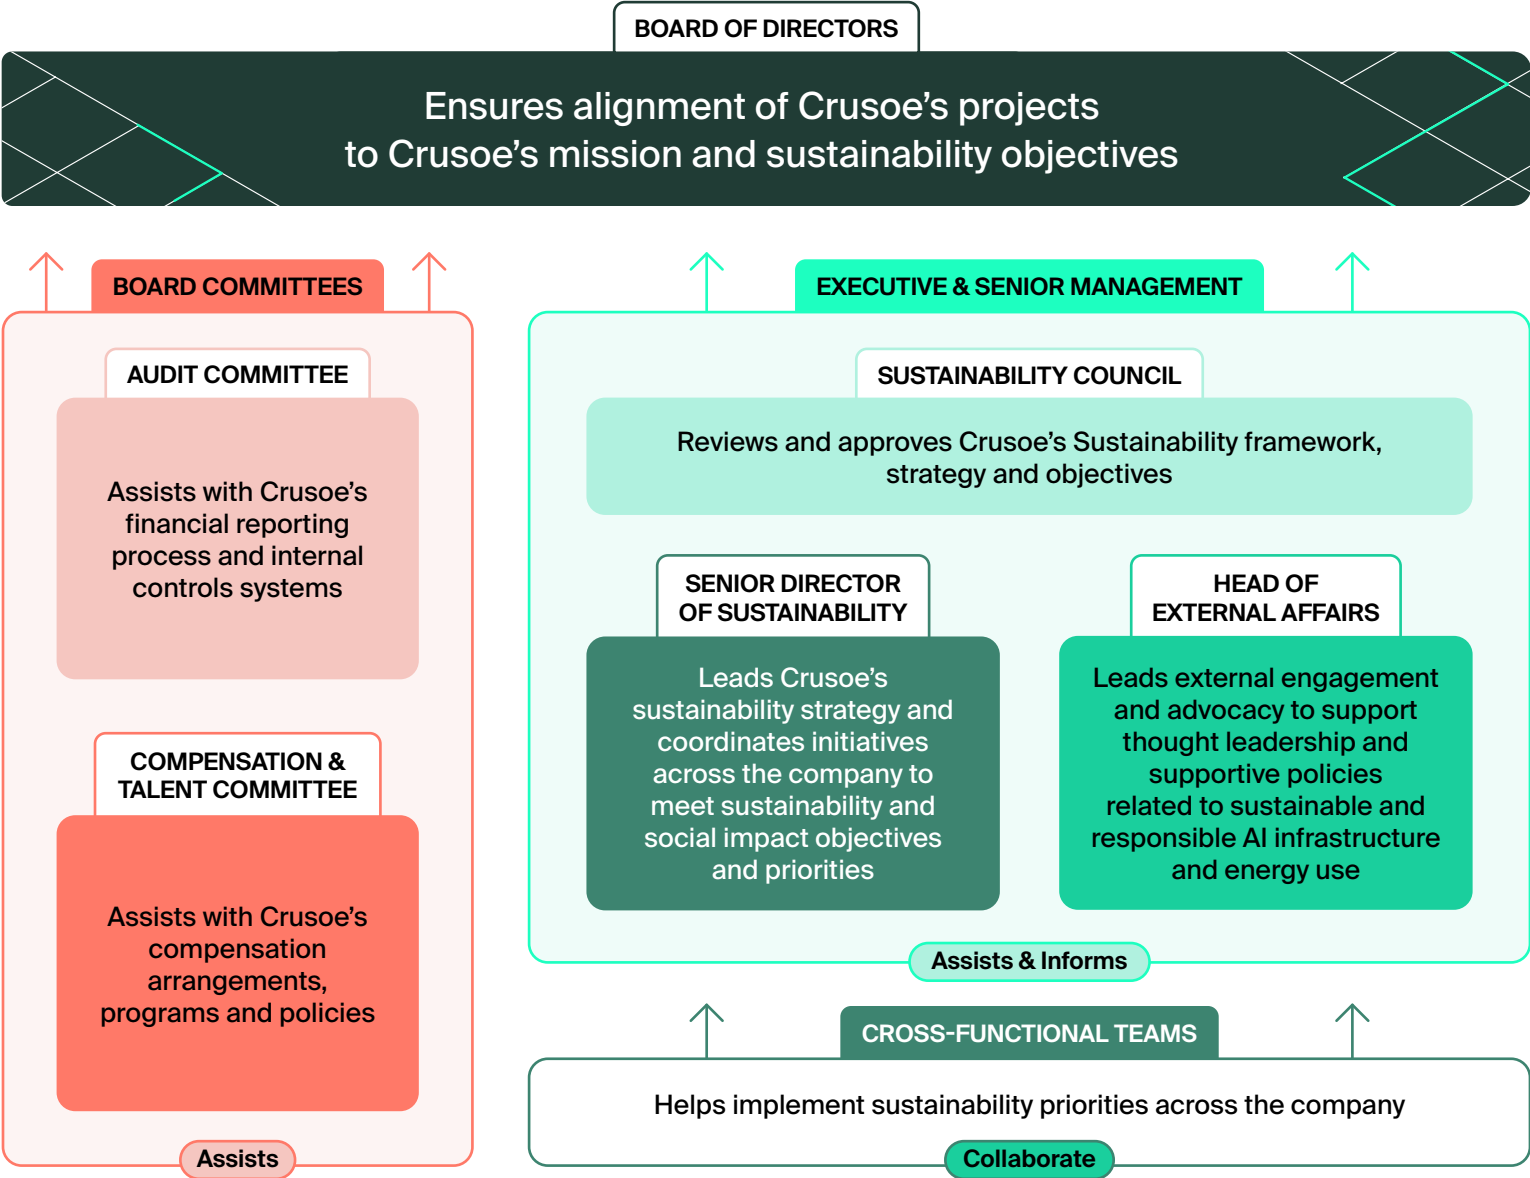 BOARD OF DIRECTORS
Ensures alignment of Crusoe’s projects
to Crusoe’s mission and sustainability objectives
BOARD COMMITTEES
AUDIT COMMITTEE
Assists with Crusoe’s
financial reporting
process and internal
controls systems
COMPENSATION &
TALENT COMMITTEE
Assists with Crusoe’s
compensation
arrangements,
programs and policies
Assists
EXECUTIVE & SENIOR MANAGEMENT
SUSTAINABILITY COUNCIL
Reviews and approves Crusoe’s Sustainability framework,
strategy and objectives
SENIOR DIRECTOR
OF SUSTAINABILITY
Leads Crusoe’s
sustainability strategy and
coordinates initiatives
across the company to
meet sustainability and
social impact objectives
and priorities
HEAD OF
EXTERNAL AFFAIRS
Leads external engagement
and advocacy to support
thought leadership and
supportive policies
related to sustainable and
responsible AI infrastructure
and energy use
Assists & Informs
CROSS-FUNCTIONAL TEAMS
Helps implement sustainability priorities across the company
Collaborate